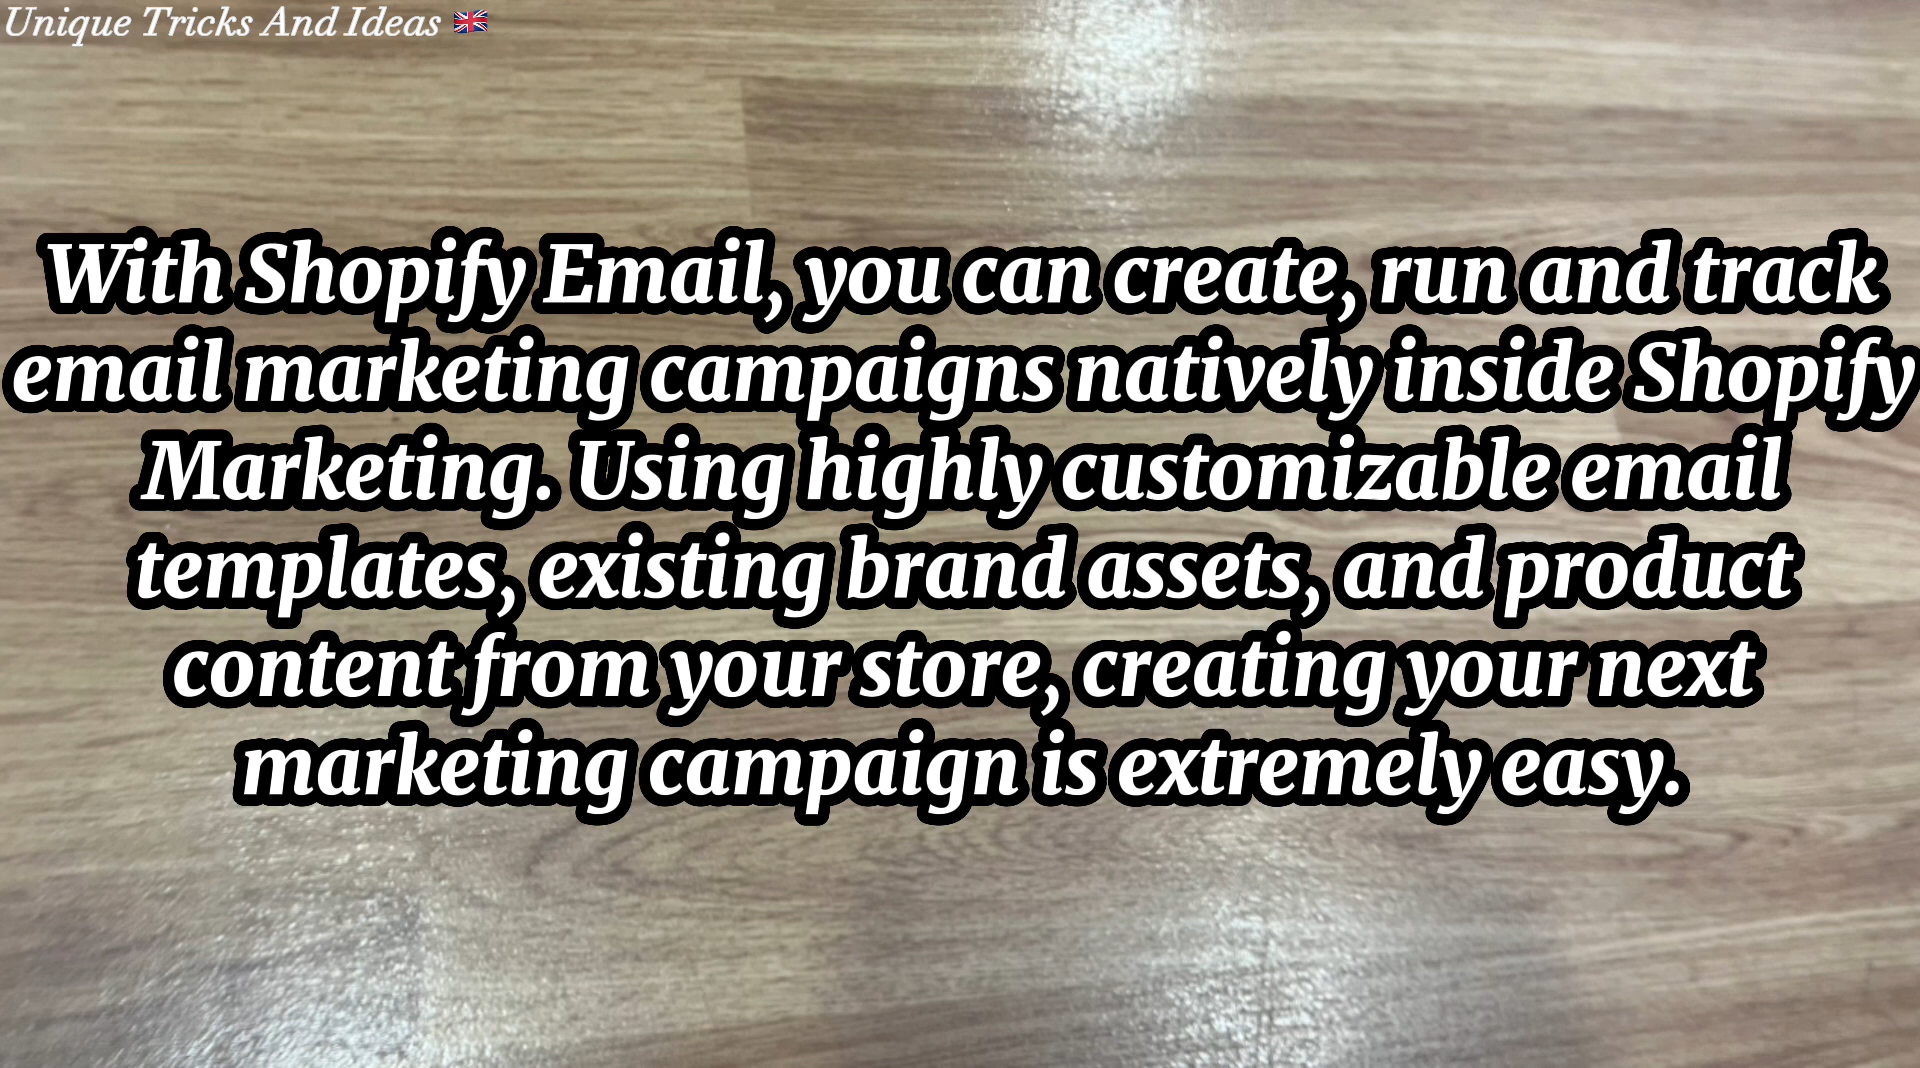 Unique Tricks And Ideas 🇬🇧
With Shopify Email, you can create, run and track
email marketing campaigns natively inside Shopify
Marketing. Using highly customizable email
templates, existing brand assets, and product
content from your store, creating your next
marketing campaign is extremely easy.